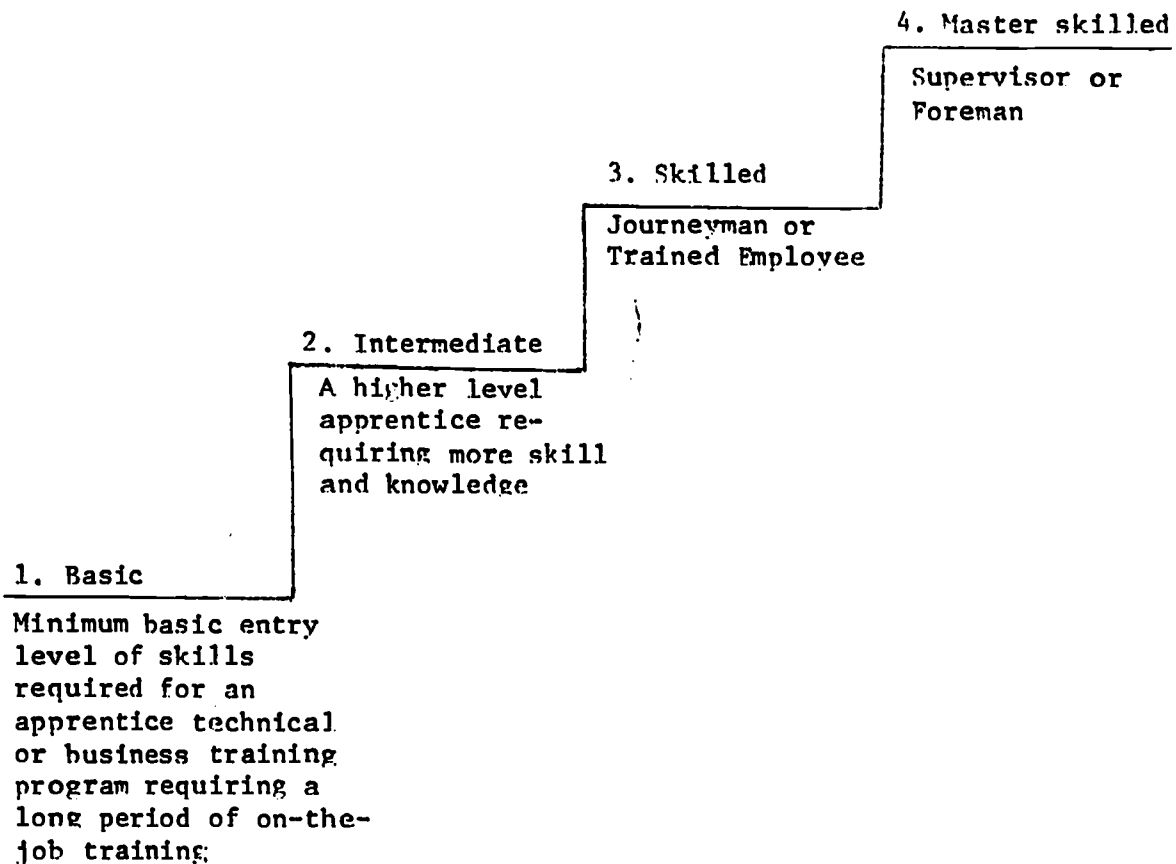 4. Master skilled
Supervisor or
Foreman
3. Skilled
Journeyman or
Trained Employee
2. Intermediate
A higher level
apprentice re-
quiring more skill
and knowledge
1. Basic
Minimum basic entry
level of skills
required for an
apprentice technical
or business training
program requiring a
long period of on-the-
job training